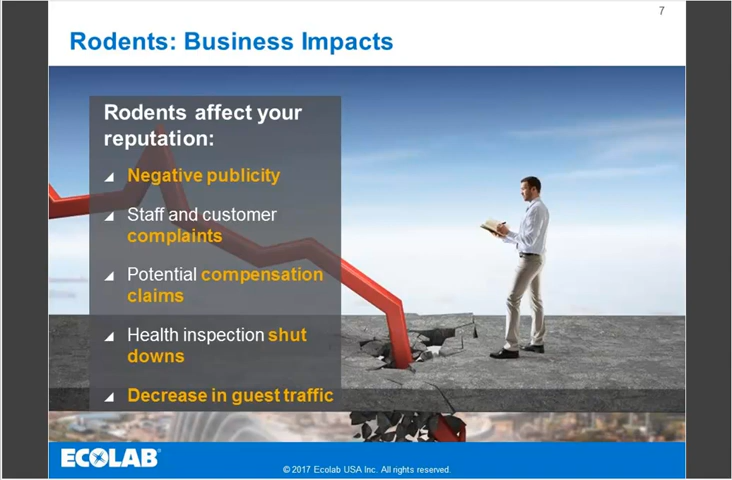 7
Rodents: Business Impacts
Rodents affect your
reputation:
Negative publicity
Staff and customer
complaints
Potential compensation
claims
Health inspection shut
downs
Decrease in guest traffic
ECOLAB®
© 2017 Ecolab USA Inc. All rights reserved.